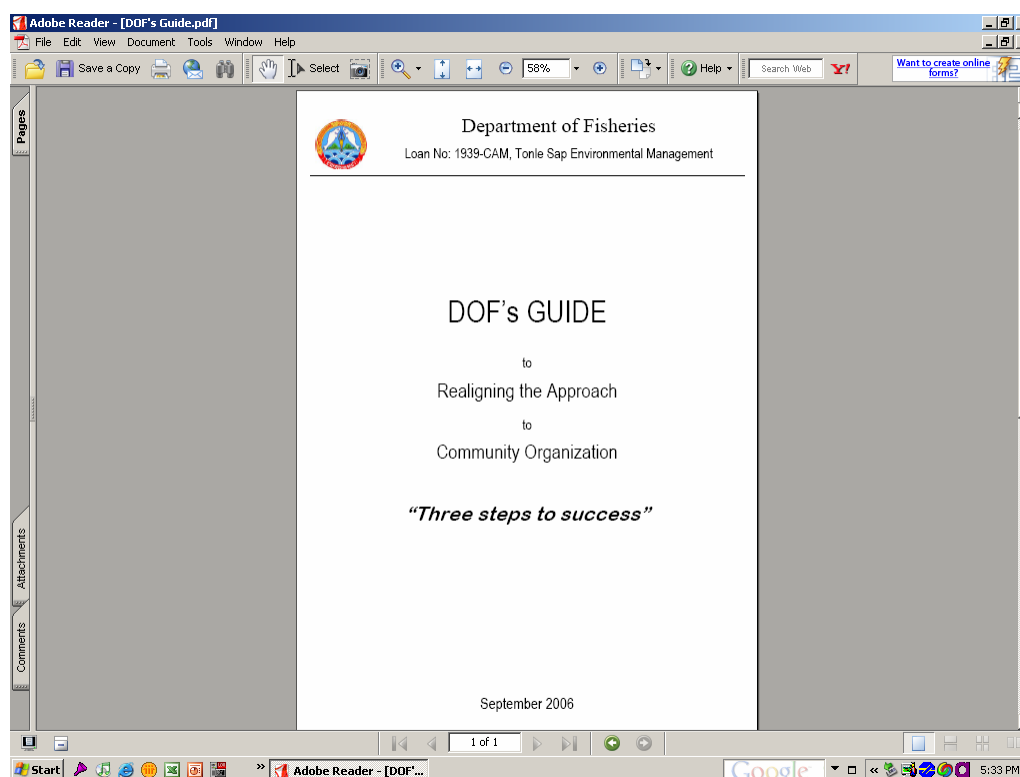 Adobe Reader - [DOF's Guide.pdf]
File Edit View Document Tools Window Help
Save a Copy Select 58% Help Search Web Y! Want to create online forms?
Pages
Department of Fisheries
Loan No: 1939-CAM, Tonle Sap Environmental Management
DOF's GUIDE
to
Realigning the Approach
to
Community Organization
"Three steps to success"
Attachments
Comments
September 2006
1 of 1
Start » Adobe Reader - [DOF'... Google « 5:33 PM